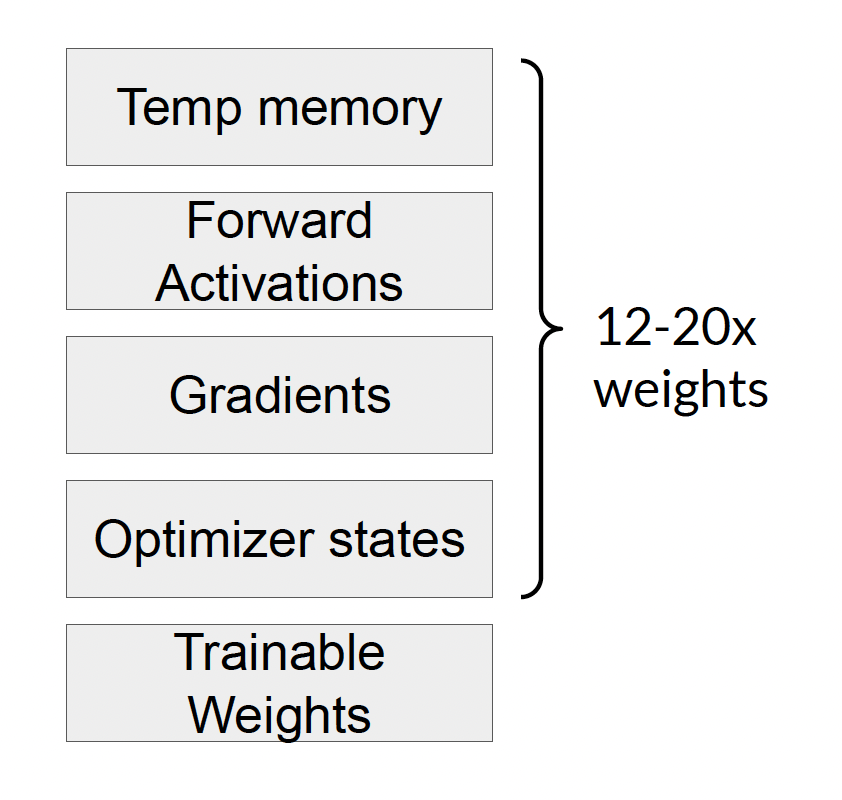 Temp memory
Forward
Activations
Gradients
Optimizer states
Trainable
Weights
12-20x
weights